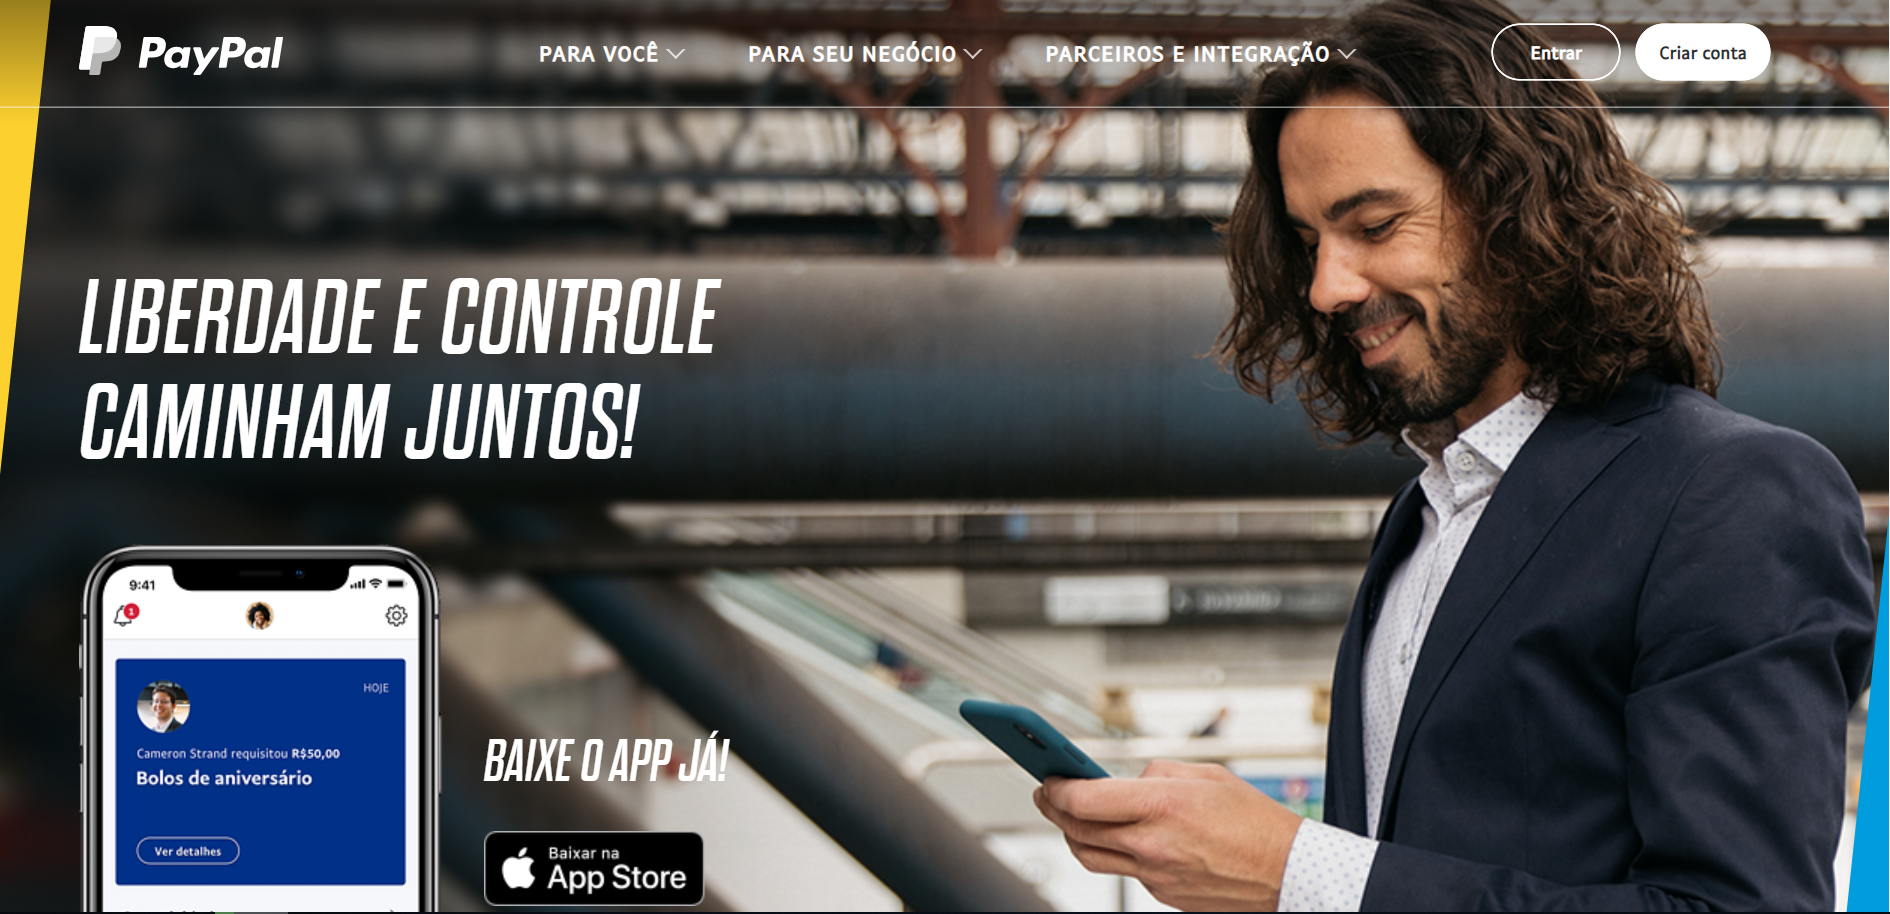 PayPal
PARA VOCÊ
PARA SEU NEGÓCIO
PARCEIROS E INTEGRAÇÃO
Entrar
Criar conta
LIBERDADE E CONTROLE
CAMINHAM JUNTOS!
9:41
1
HOJE
Cameron Strand requisitou R$50,00
Bolos de aniversário
Ver detalhes
BAIXE O APP JÁ!
Baixar na
App Store